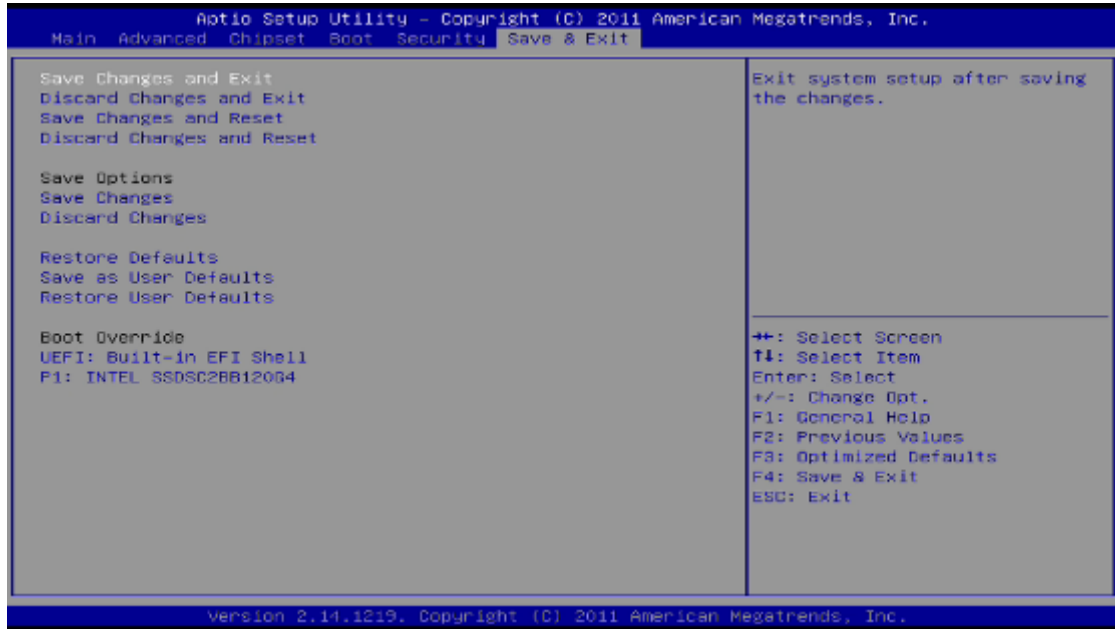 Aptio Setup Utility - Copyright (C) 2011 American Megatrends, Inc.
Main Advanced Chipset Boot Security Save & Exit
Save Changes and Exit
Discard Changes and Exit
Save Changes and Reset
Discard Changes and Reset
Save Options
Save Changes
Discard Changes
Restore Defaults
Save as User Defaults
Restore User Defaults
Boot Override
UEFI: Built-in EFI Shell
P1: INTEL SSDSC2BB120G4
Exit system setup after saving
the changes.
→←: Select Screen
↑↓: Select Item
Enter: Select
+/-: Change Opt.
F1: General Help
F2: Previous Values
F3: Optimized Defaults
F4: Save & Exit
ESC: Exit
Version 2.14.1219. Copyright (C) 2011 American Megatrends, Inc.